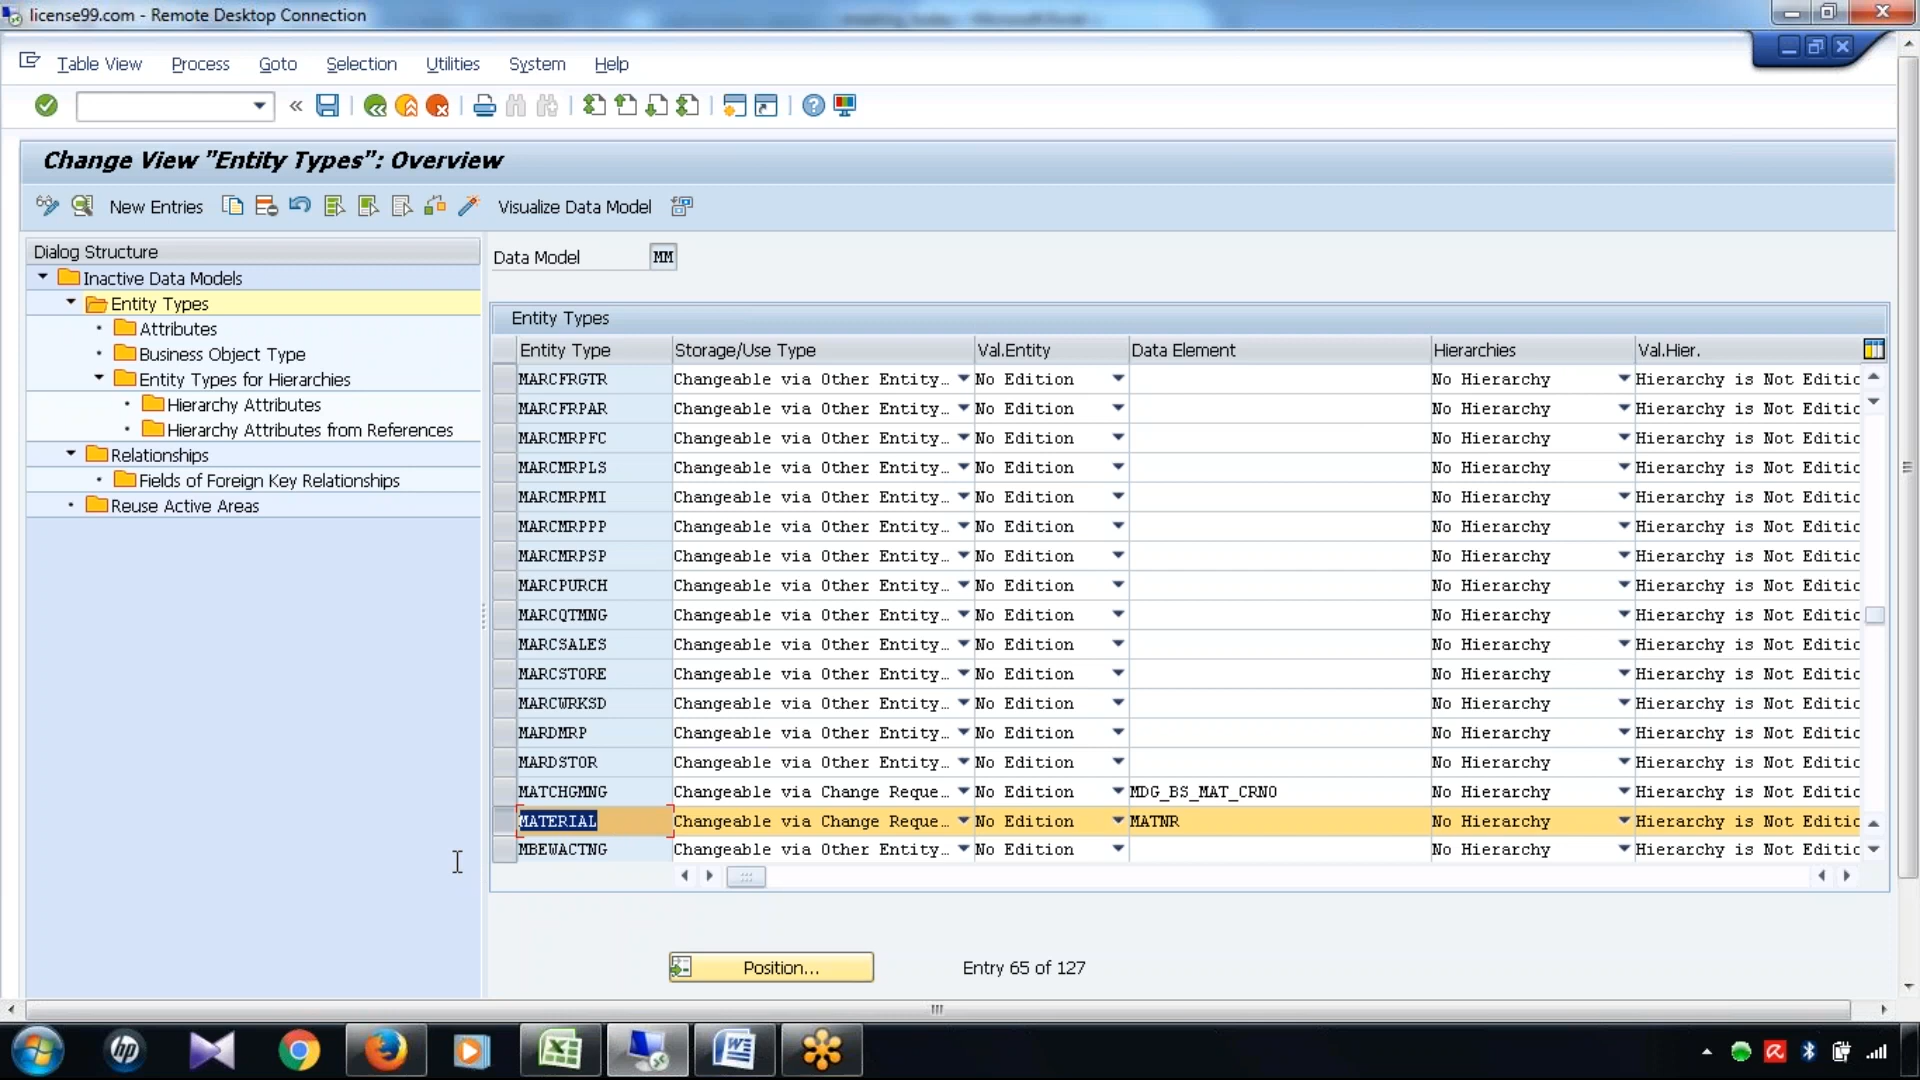 license99.com - Remote Desktop Connection
Table View Process Goto Selection Utilities System Help
Change View "Entity Types": Overview
New Entries Visualize Data Model
Dialog Structure
Inactive Data Models
Entity Types
Attributes
Business Object Type
Entity Types for Hierarchies
Hierarchy Attributes
Hierarchy Attributes from References
Relationships
Fields of Foreign Key Relationships
Reuse Active Areas
Data Model MM
Entity Types
Entity Type Storage/Use Type Val.Entity Data Element Hierarchies Val.Hier.
MARCFRGTR Changeable via Other Entity… No Edition No Hierarchy Hierarchy is Not Editic
MARCFRPAR Changeable via Other Entity… No Edition No Hierarchy Hierarchy is Not Editic
MARCMRPFC Changeable via Other Entity… No Edition No Hierarchy Hierarchy is Not Editic
MARCMRPLS Changeable via Other Entity… No Edition No Hierarchy Hierarchy is Not Editic
MARCMRPMI Changeable via Other Entity… No Edition No Hierarchy Hierarchy is Not Editic
MARCMRPPP Changeable via Other Entity… No Edition No Hierarchy Hierarchy is Not Editic
MARCMRPSP Changeable via Other Entity… No Edition No Hierarchy Hierarchy is Not Editic
MARCPURCH Changeable via Other Entity… No Edition No Hierarchy Hierarchy is Not Editic
MARCQTMNG Changeable via Other Entity… No Edition No Hierarchy Hierarchy is Not Editic
MARCSALES Changeable via Other Entity… No Edition No Hierarchy Hierarchy is Not Editic
MARCSTORE Changeable via Other Entity… No Edition No Hierarchy Hierarchy is Not Editic
MARCWRKSD Changeable via Other Entity… No Edition No Hierarchy Hierarchy is Not Editic
MARDMRP Changeable via Other Entity… No Edition No Hierarchy Hierarchy is Not Editic
MARDSTOR Changeable via Other Entity… No Edition No Hierarchy Hierarchy is Not Editic
MATCHGMNG Changeable via Change Reque… No Edition MDG_BS_MAT_CRNO No Hierarchy Hierarchy is Not Editic
MATERIAL Changeable via Change Reque… No Edition MATNR No Hierarchy Hierarchy is Not Editic
MBEWACTNG Changeable via Other Entity… No Edition No Hierarchy Hierarchy is Not Editic
Position... Entry 65 of 127
hp